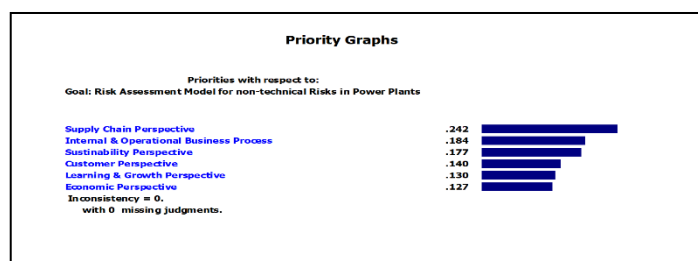 Priority Graphs
Priorities with respect to:
Goal: Risk Assessment Model for non-technical Risks in Power Plants
Supply Chain Perspective .242
Internal & Operational Business Process .184
Sustinability Perspective .177
Customer Perspective .140
Learning & Growth Perspective .130
Economic Perspective .127
Inconsistency = 0.
with 0 missing judgments.